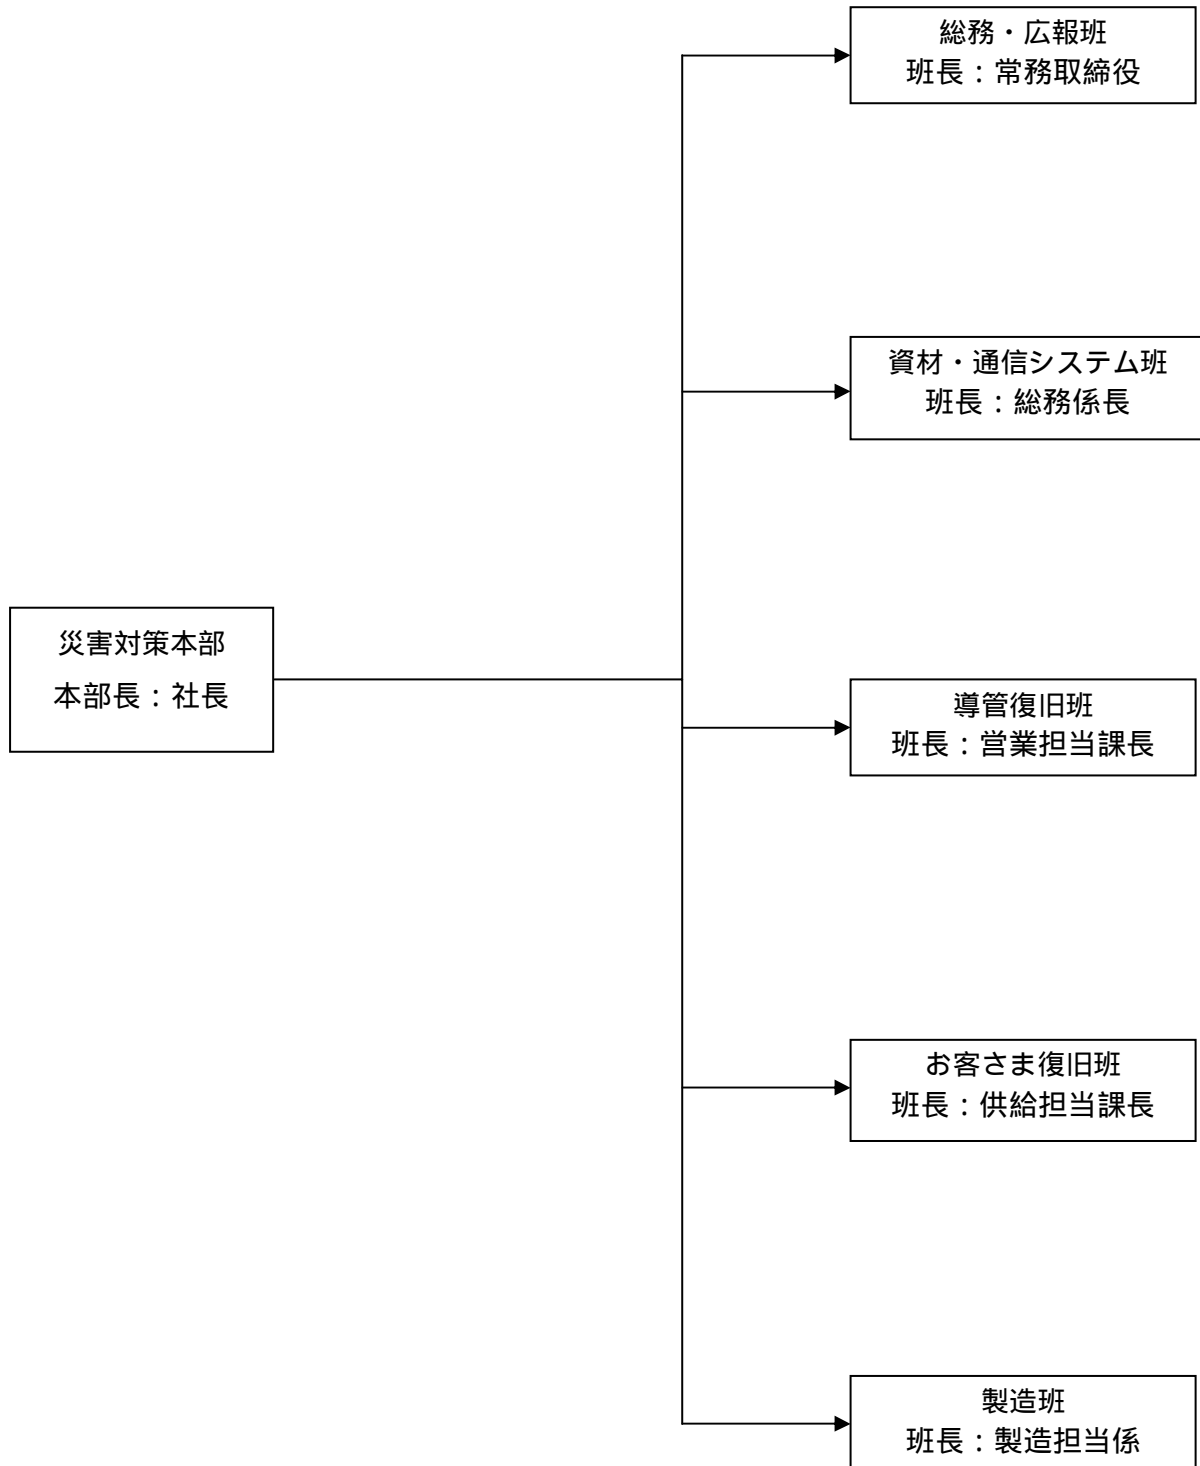 総務・広報班
班長：常務取締役
資材・通信システム班
班長：総務係長
災害対策本部
本部長：社長
導管復旧班
班長：営業担当課長
お客さま復旧班
班長：供給担当課長
製造班
班長：製造担当係